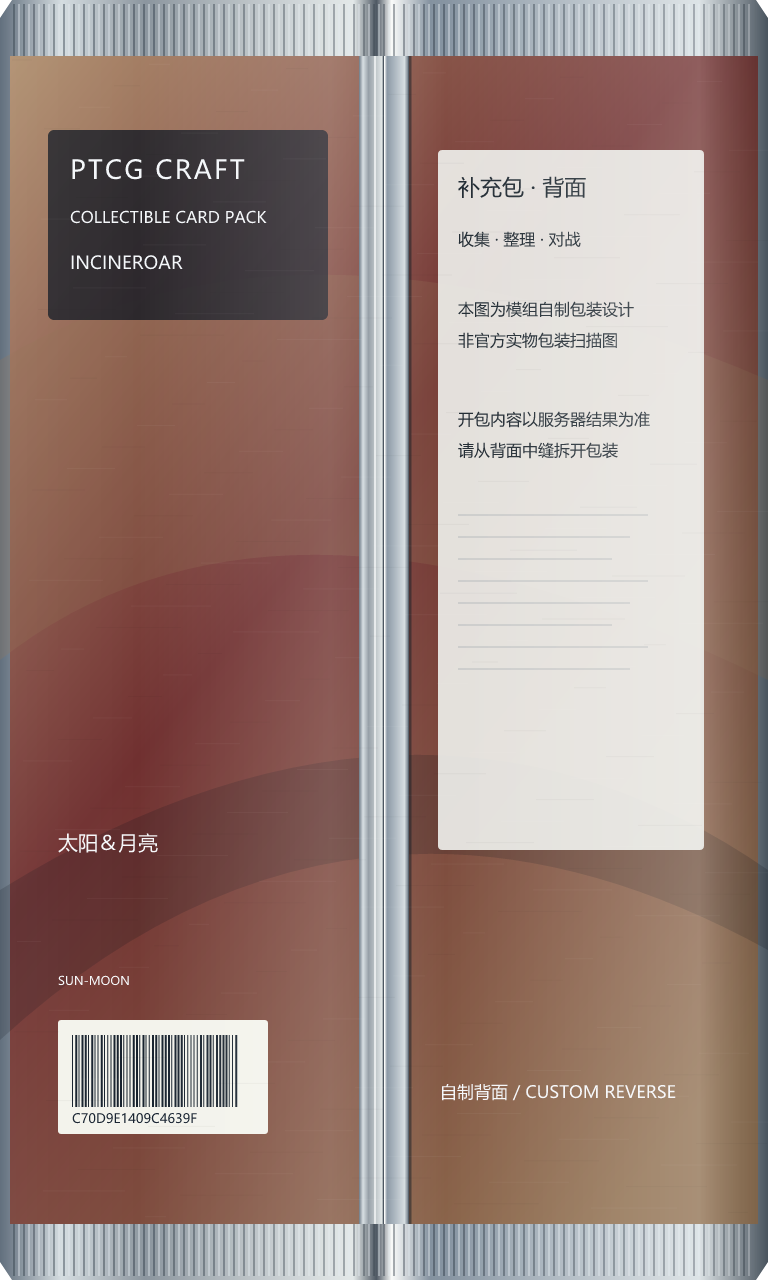 PTCG CRAFT
COLLECTIBLE CARD PACK
INCINEROAR
太阳&月亮
SUN-MOON
C70D9E1409C4639F
补充包 · 背面
收集 · 整理 · 对战
本图为模组自制包装设计
非官方实物包装扫描图
开包内容以服务器结果为准
请从背面中缝拆开包装
自制背面 / CUSTOM REVERSE